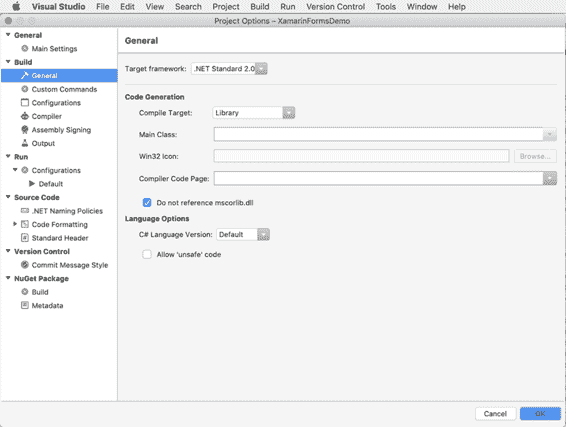 Visual Studio File Edit View Search Project Build Run Version Control Tools Window Help
Project Options – XamarinFormsDemo
General
Main Settings
Build
General
Custom Commands
Configurations
Compiler
Assembly Signing
Output
Run
Configurations
Default
Source Code
.NET Naming Policies
Code Formatting
Standard Header
Version Control
Commit Message Style
NuGet Package
Build
Metadata
General
Target framework: .NET Standard 2.0
Code Generation
Compile Target: Library
Main Class:
Win32 Icon: Browse...
Compiler Code Page:
Do not reference mscorlib.dll
Language Options
C# Language Version: Default
Allow 'unsafe' code
Cancel OK